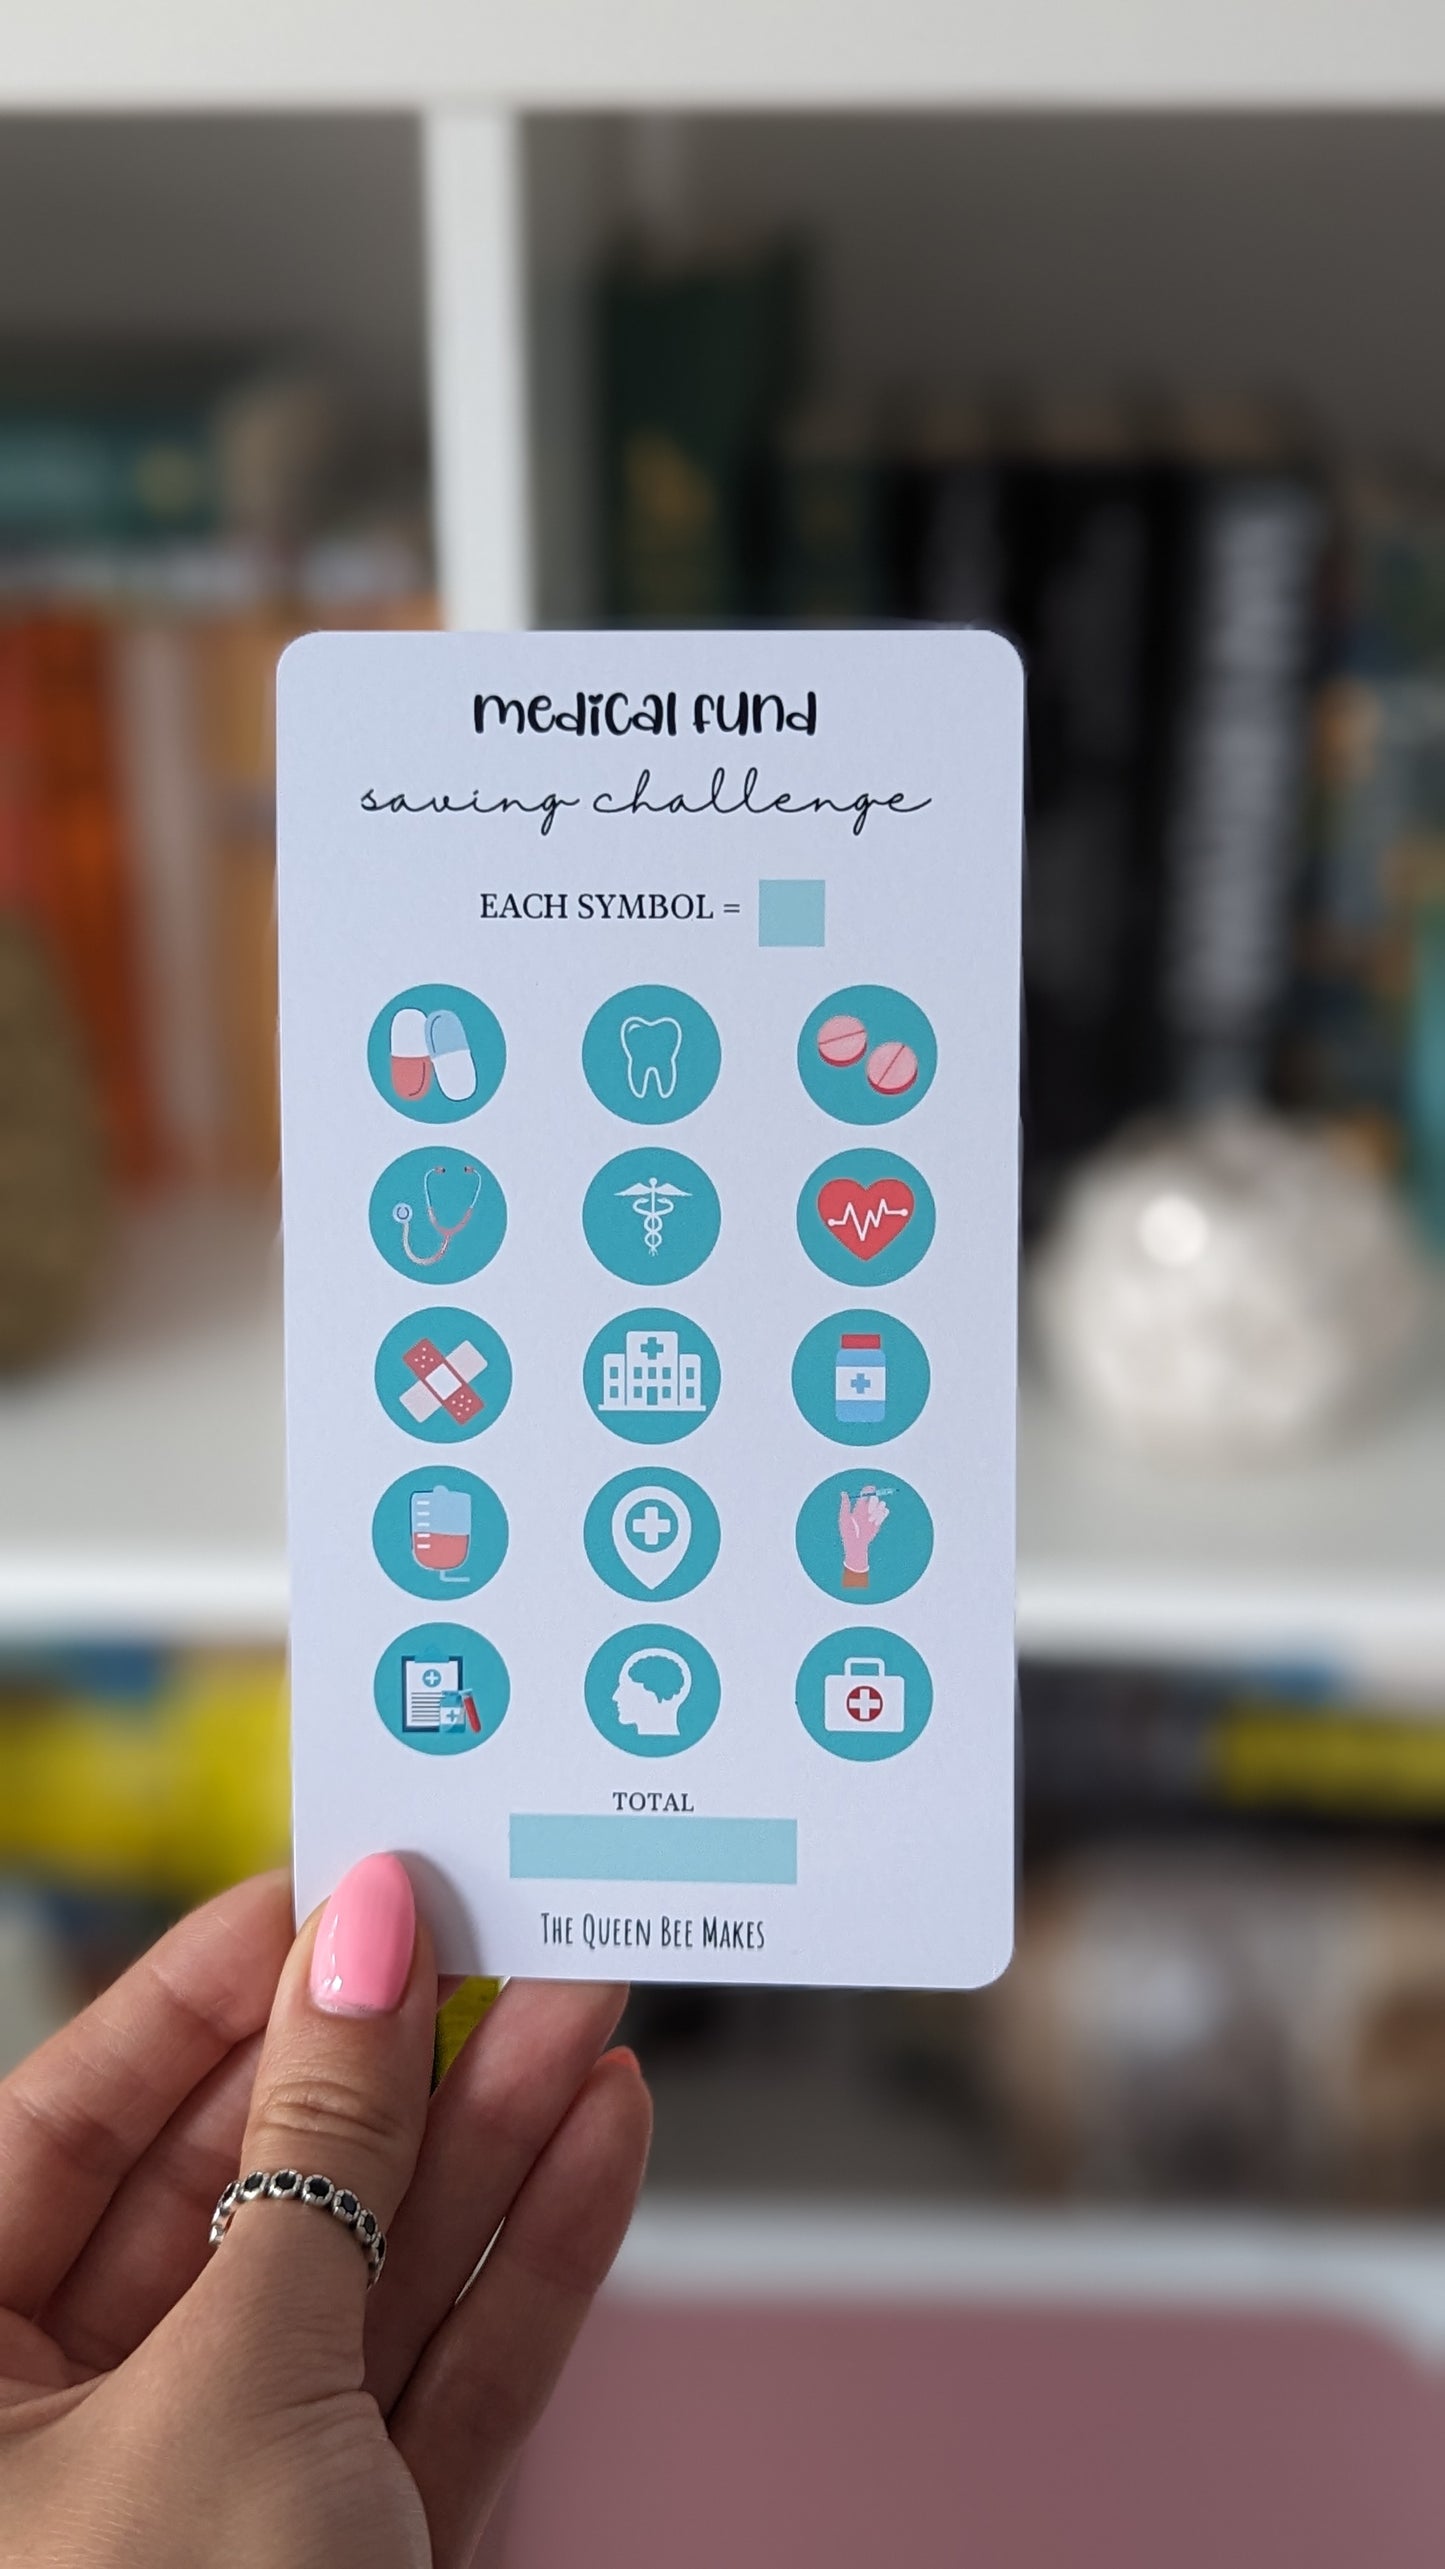 medical fund
saving challenge
EACH SYMBOL =
TOTAL
THE QUEEN BEE MAKES